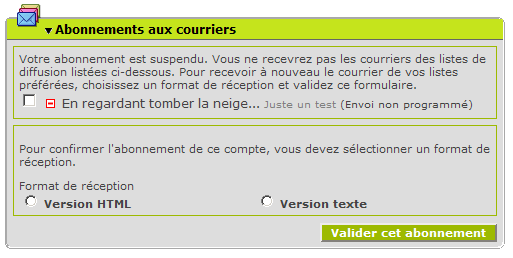 Abonnements aux courriers
Votre abonnement est suspendu. Vous ne recevrez pas les courriers des listes de
diffusion listées ci-dessous. Pour recevoir à nouveau le courrier de vos listes
préférées, choisissez un format de réception et validez ce formulaire.
En regardant tomber la neige... Juste un test (Envoi non programmé)
Pour confirmer l'abonnement de ce compte, vous devez sélectionner un format de
réception.
Format de réception
Version HTML Version texte
Valider cet abonnement